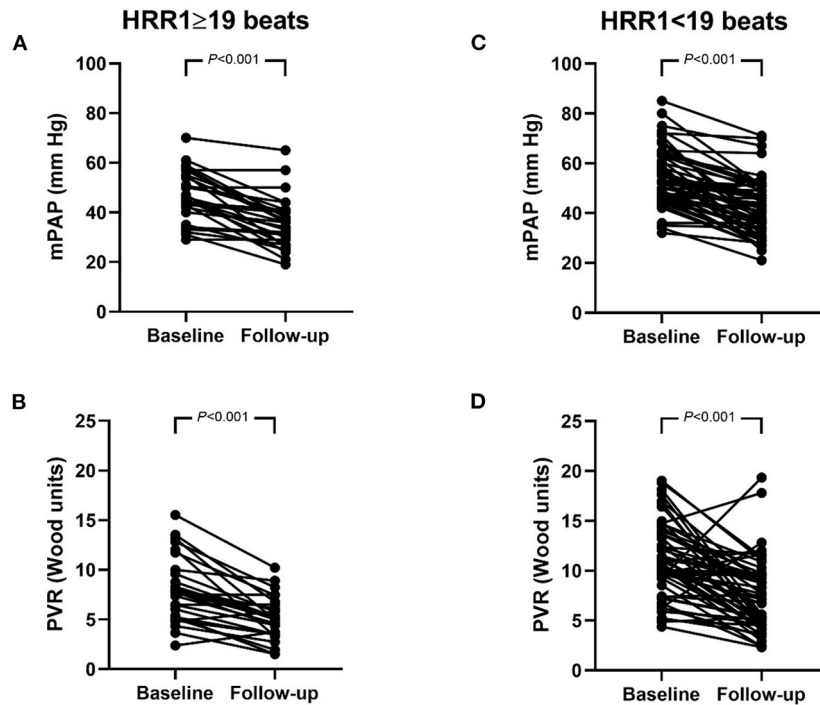 HRR1≥19 beats
A
P<0.001
mPAP (mm Hg)
100
80
60
40
20
0
Baseline Follow-up
HRR1<19 beats
C
P<0.001
mPAP (mm Hg)
100
80
60
40
20
0
Baseline Follow-up
B
P<0.001
PVR (Wood units)
25
20
15
10
5
0
Baseline Follow-up
D
P<0.001
PVR (Wood units)
25
20
15
10
5
0
Baseline Follow-up